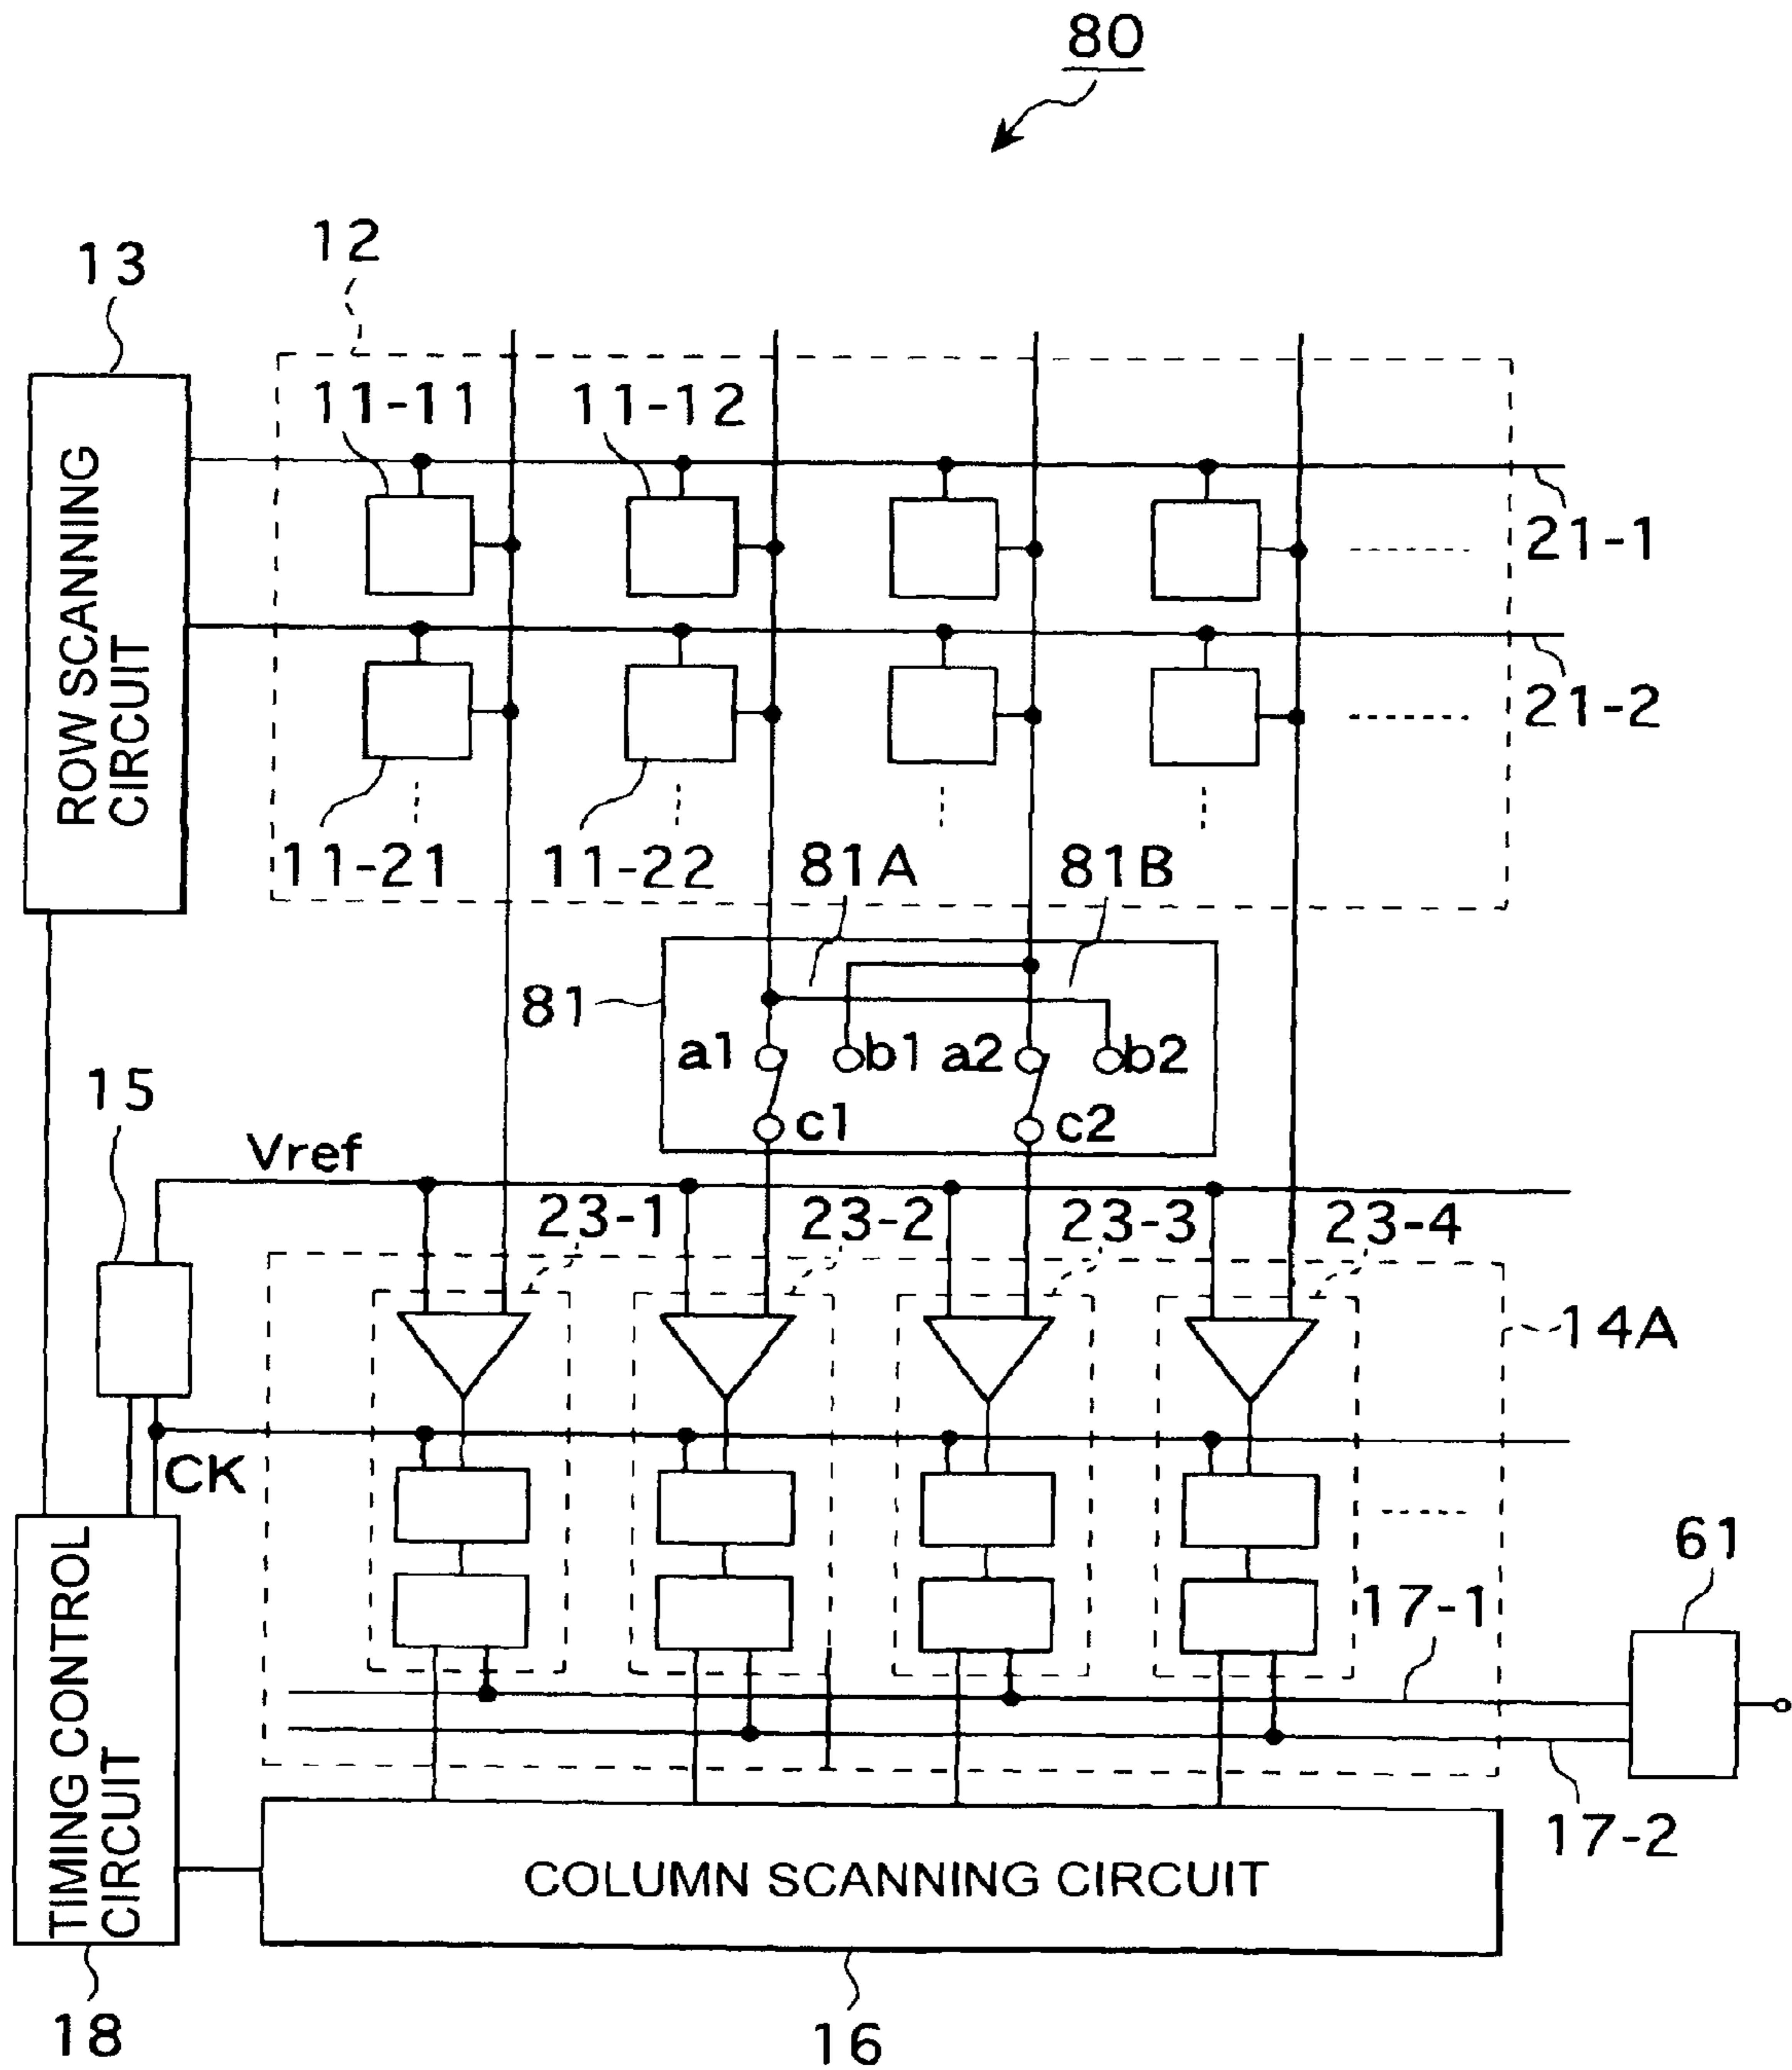 80
12
13
11-11
11-12
21-1
ROW SCANNING
CIRCUIT
21-2
11-21
11-22
81A
81B
81
a1
b1
a2
b2
c1
c2
15
Vref
23-1
23-2
23-3
23-4
14A
CK
61
17-1
TIMING CONTROL
CIRCUIT
17-2
COLUMN SCANNING CIRCUIT
18
16